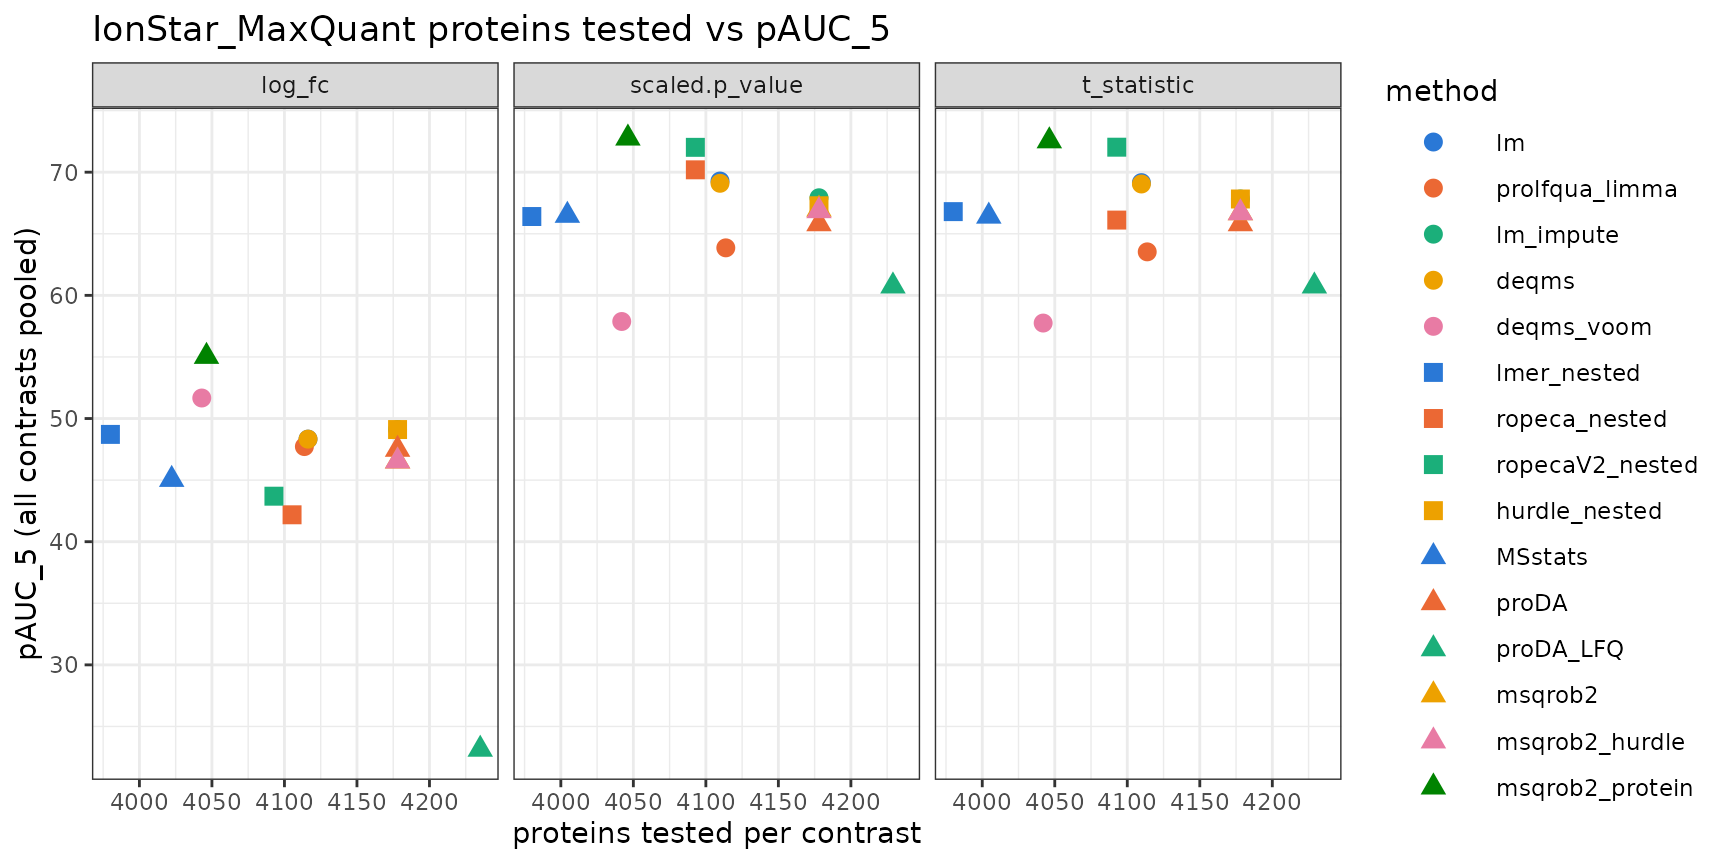 IonStar_MaxQuant proteins tested vs pAUC_5
log_fc
scaled.p_value
t_statistic
pAUC_5 (all contrasts pooled)
70
60
50
40
30
4000 4050 4100 4150 4200
4000 4050 4100 4150 4200
4000 4050 4100 4150 4200
proteins tested per contrast
method
lm
prolfqua_limma
lm_impute
deqms
deqms_voom
lmer_nested
ropeca_nested
ropecaV2_nested
hurdle_nested
MSstats
proDA
proDA_LFQ
msqrob2
msqrob2_hurdle
msqrob2_protein